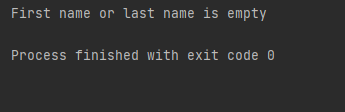 First name or last name is empty
Process finished with exit code 0